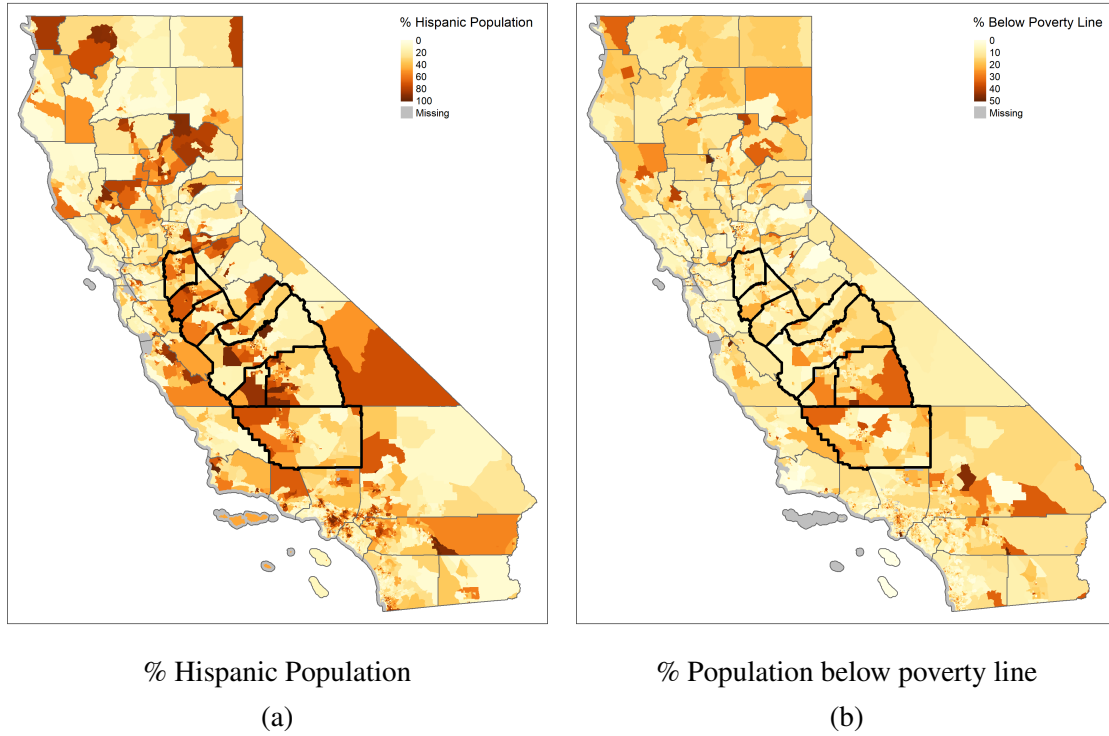 % Hispanic Population
0
20
40
60
80
100
Missing
% Below Poverty Line
0
10
20
30
40
50
Missing
% Hispanic Population
% Population below poverty line
(a)
(b)